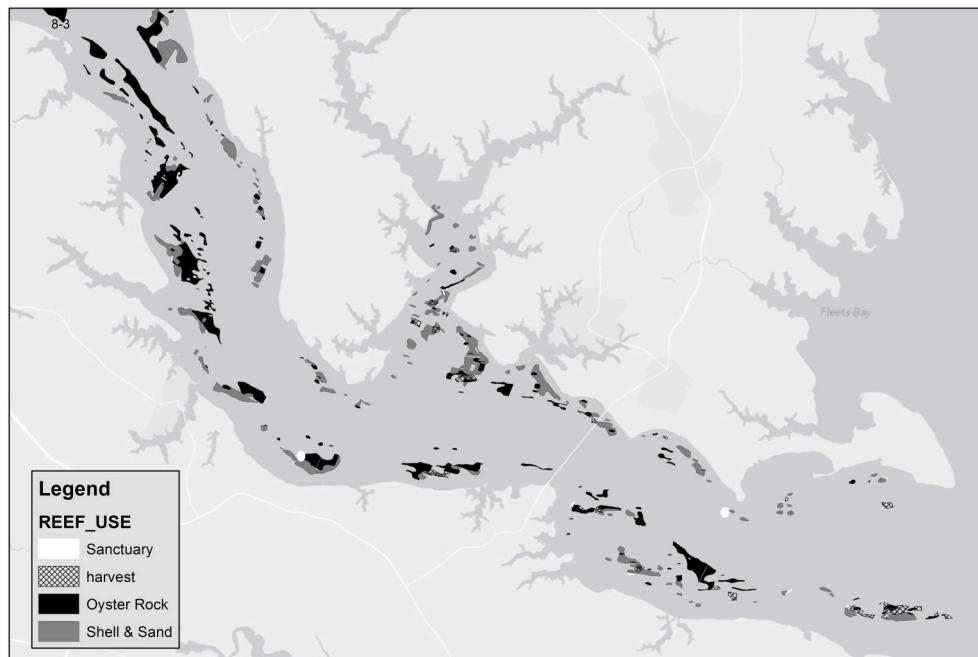 8-3
Fleets Bay
Legend
REEF_USE
Sanctuary
harvest
Oyster Rock
Shell & Sand